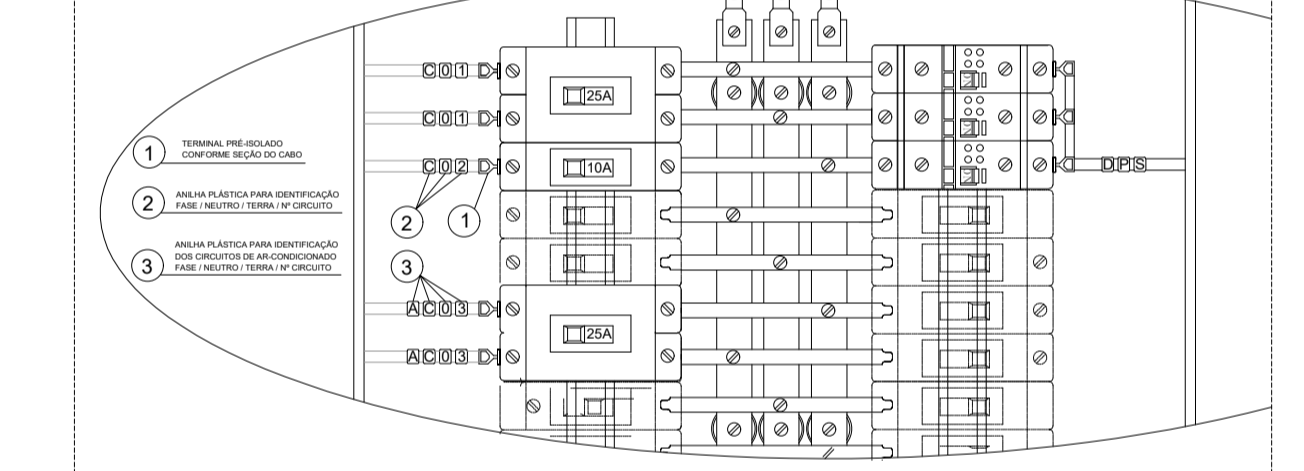 C01
25A
C01
1 TERMINAL PRÉ-ISOLADO
CONFORME SEÇÃO DO CABO
C02
10A
DPS
2 ANILHA PLÁSTICA PARA IDENTIFICAÇÃO
FASE / NEUTRO / TERRA / Nº CIRCUITO
2
1
3 ANILHA PLÁSTICA PARA IDENTIFICAÇÃO
DOS CIRCUITOS DE AR-CONDICIONADO
FASE / NEUTRO / TERRA / Nº CIRCUITO
3
AC03
25A
AC03